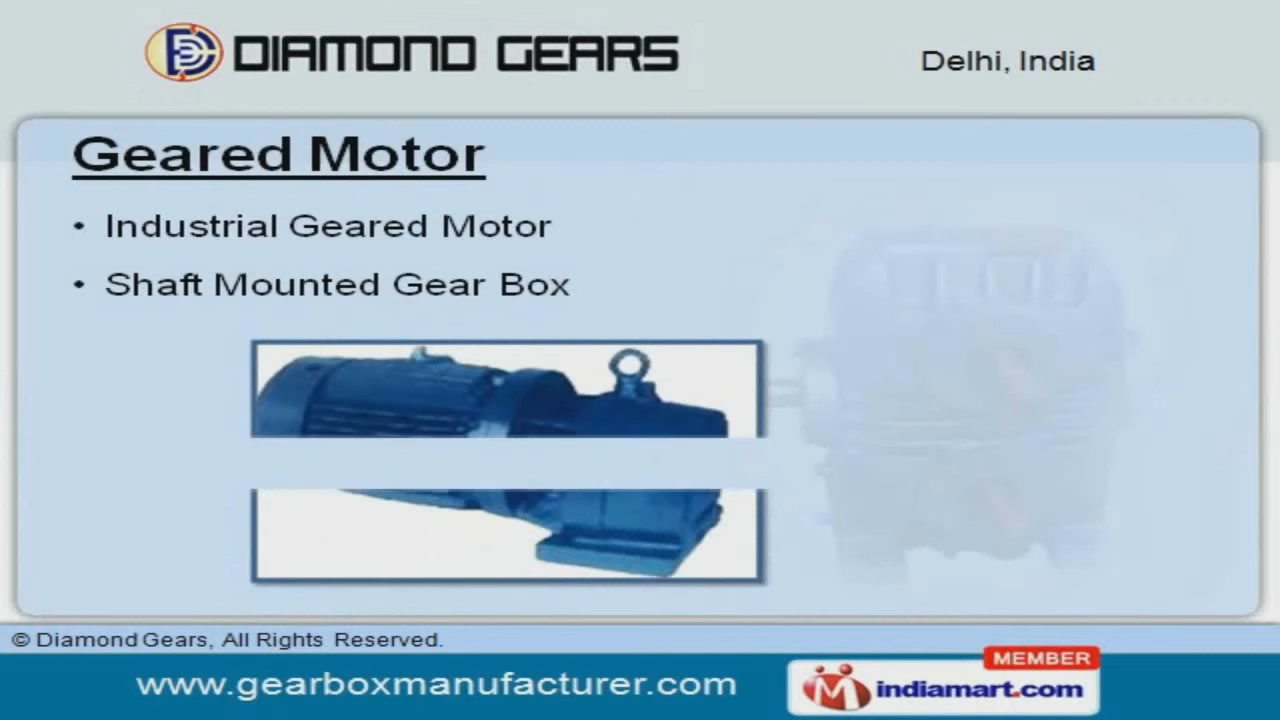 DIAMOND GEARS
Delhi, India
Geared Motor
• Industrial Geared Motor
• Shaft Mounted Gear Box
© Diamond Gears, All Rights Reserved.
www.gearboxmanufacturer.com
MEMBER
indiamart.com